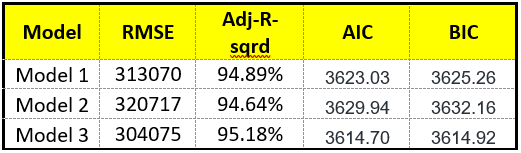 Model RMSE Adj-R-sqrd AIC BIC
Model 1 313070 94.89% 3623.03 3625.26
Model 2 320717 94.64% 3629.94 3632.16
Model 3 304075 95.18% 3614.70 3614.92